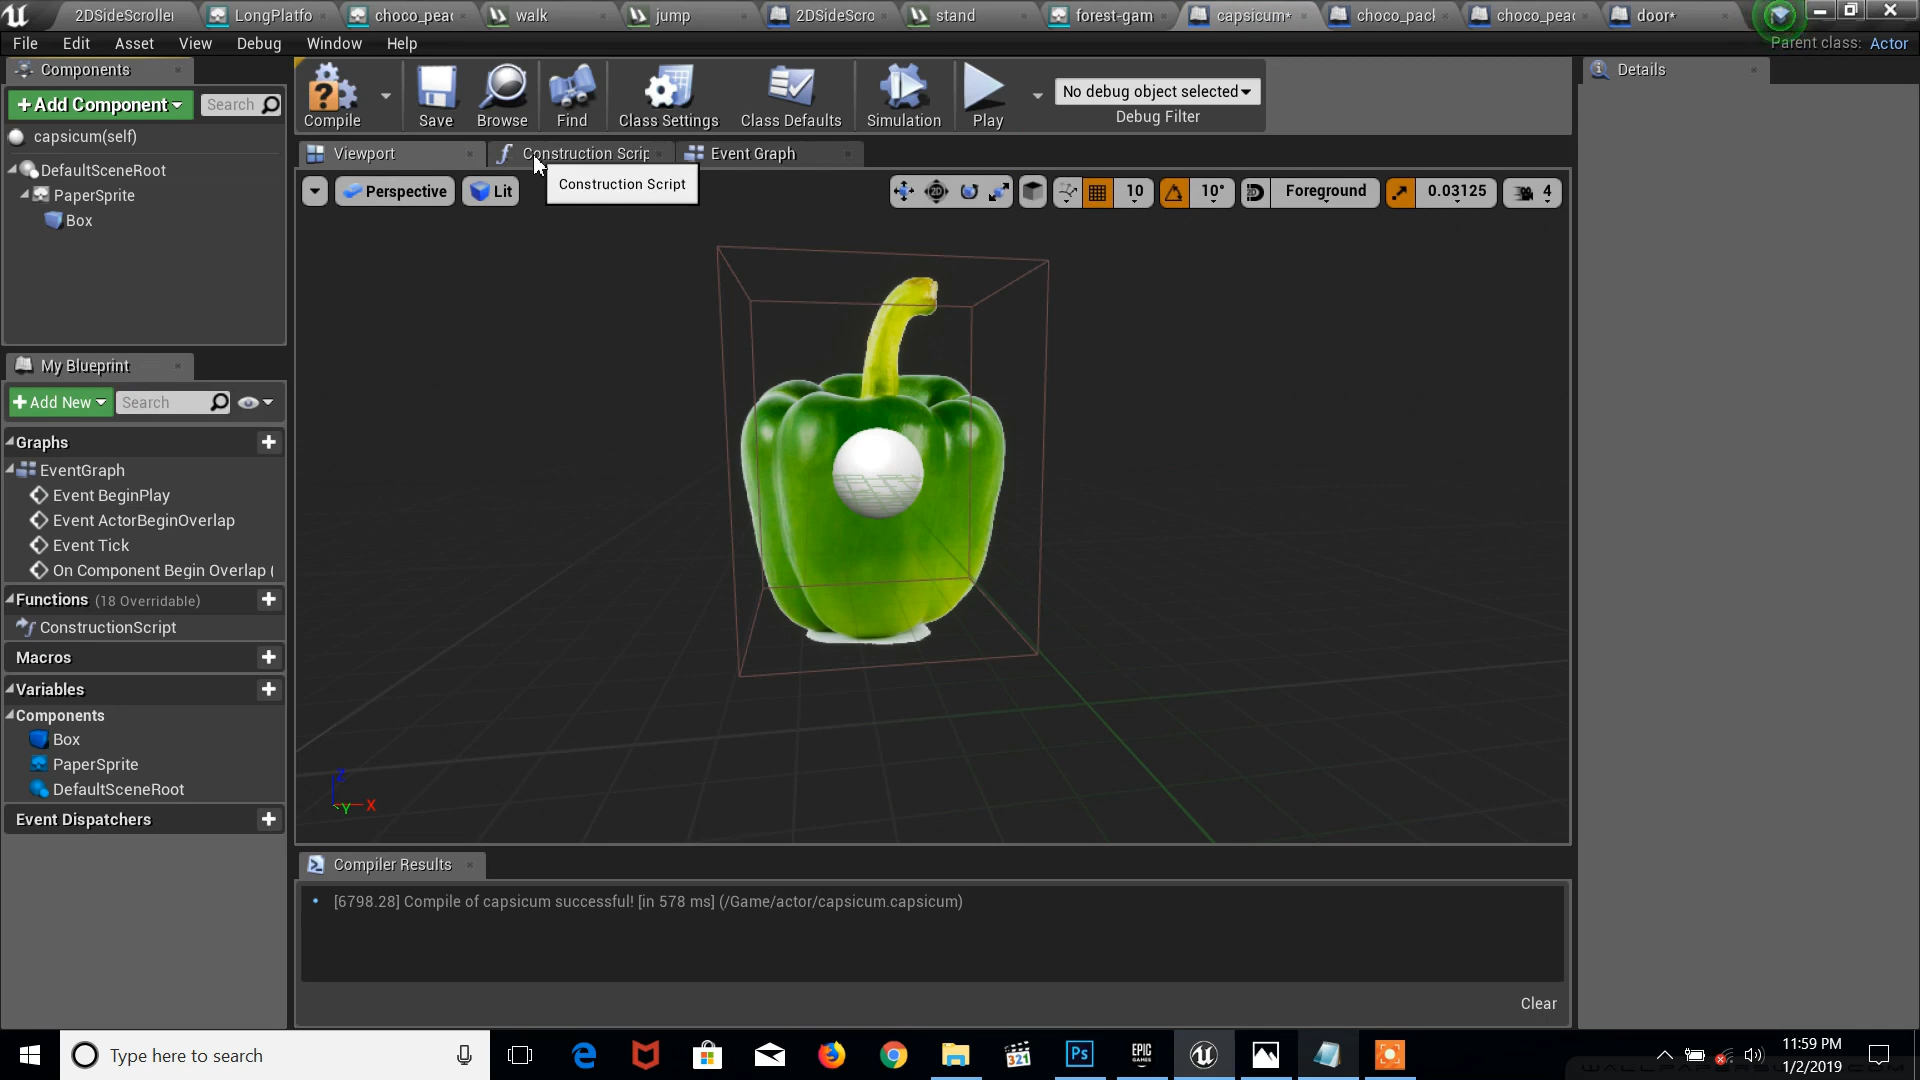 2DSideScroller
LongPlatfo
choco_pea
walk
jump
2DSideScro
stand
forest-gam
capsicum*
choco_pack
choco_pea
door*
File
Edit
Asset
View
Debug
Window
Help
Parent class: Actor
Components
Details
+Add Component
Search
Compile
Save
Browse
Find
Class Settings
Class Defaults
Simulation
Play
No debug object selected
Debug Filter
capsicum(self)
DefaultSceneRoot
PaperSprite
Box
Viewport
Construction Scrip
Event Graph
Construction Script
Perspective
Lit
2D
10
10°
Foreground
0.03125
4
My Blueprint
+Add New
Search
Graphs
EventGraph
Event BeginPlay
Event ActorBeginOverlap
Event Tick
On Component Begin Overlap (
Functions (18 Overridable)
ConstructionScript
Macros
Variables
Components
Box
PaperSprite
DefaultSceneRoot
Event Dispatchers
Z
Y
X
Compiler Results
[6798.28] Compile of capsicum successful! [in 578 ms] (/Game/actor/capsicum.capsicum)
Clear
Type here to search
321
Ps
EPIC
GAMES
11:59 PM
1/2/2019